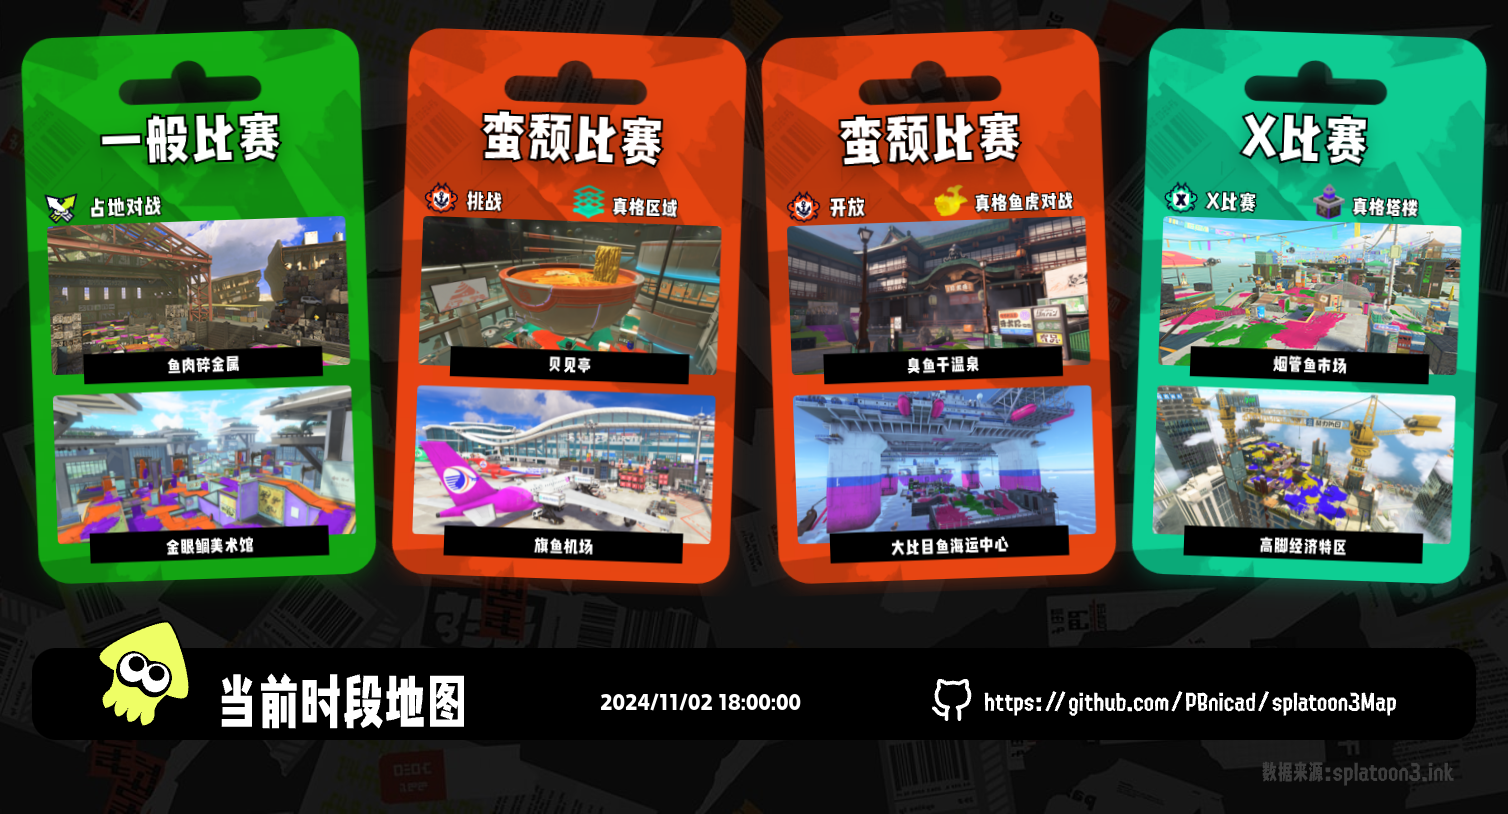 一般比赛
占地对战
鱼肉碎金属
金眼鲷美术馆
蛮颓比赛
挑战
真格区域
贝见亭
旗鱼机场
蛮颓比赛
开放
真格鱼虎对战
臭鱼干温泉
大比目鱼海运中心
X比赛
X比赛
真格塔楼
烟管鱼市场
高脚经济特区
当前时段地图
2024/11/02 18:00:00
https://github.com/PBnicad/splatoon3Map
数据来源:splatoon3.ink